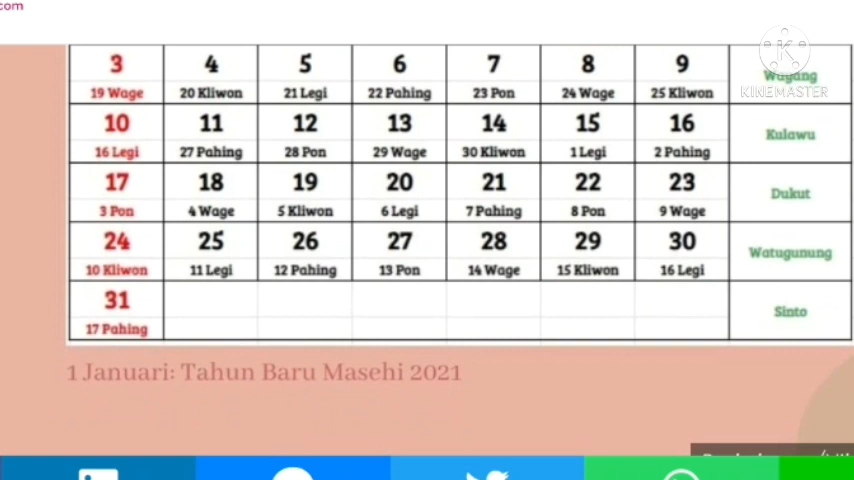 com
3 4 5 6 7 8 9
Wugang
19 Wage 20 Kliwon 21 Legi 22 Pahing 23 Pon 24 Wage 25 Kliwon
KINEMASTER
10 11 12 13 14 15 16
Kulawu
16 Legi 27 Pahing 28 Pon 29 Wage 30 Kliwon 1 Legi 2 Pahing
17 18 19 20 21 22 23
Dukut
3 Pon 4 Wage 5 Kliwon 6 Legi 7 Pahing 8 Pon 9 Wage
24 25 26 27 28 29 30
Watugunung
10 Kliwon 11 Legi 12 Pahing 13 Pon 14 Wage 15 Kliwon 16 Legi
31
Sinto
17 Pahing
1 Januari: Tahun Baru Masehi 2021